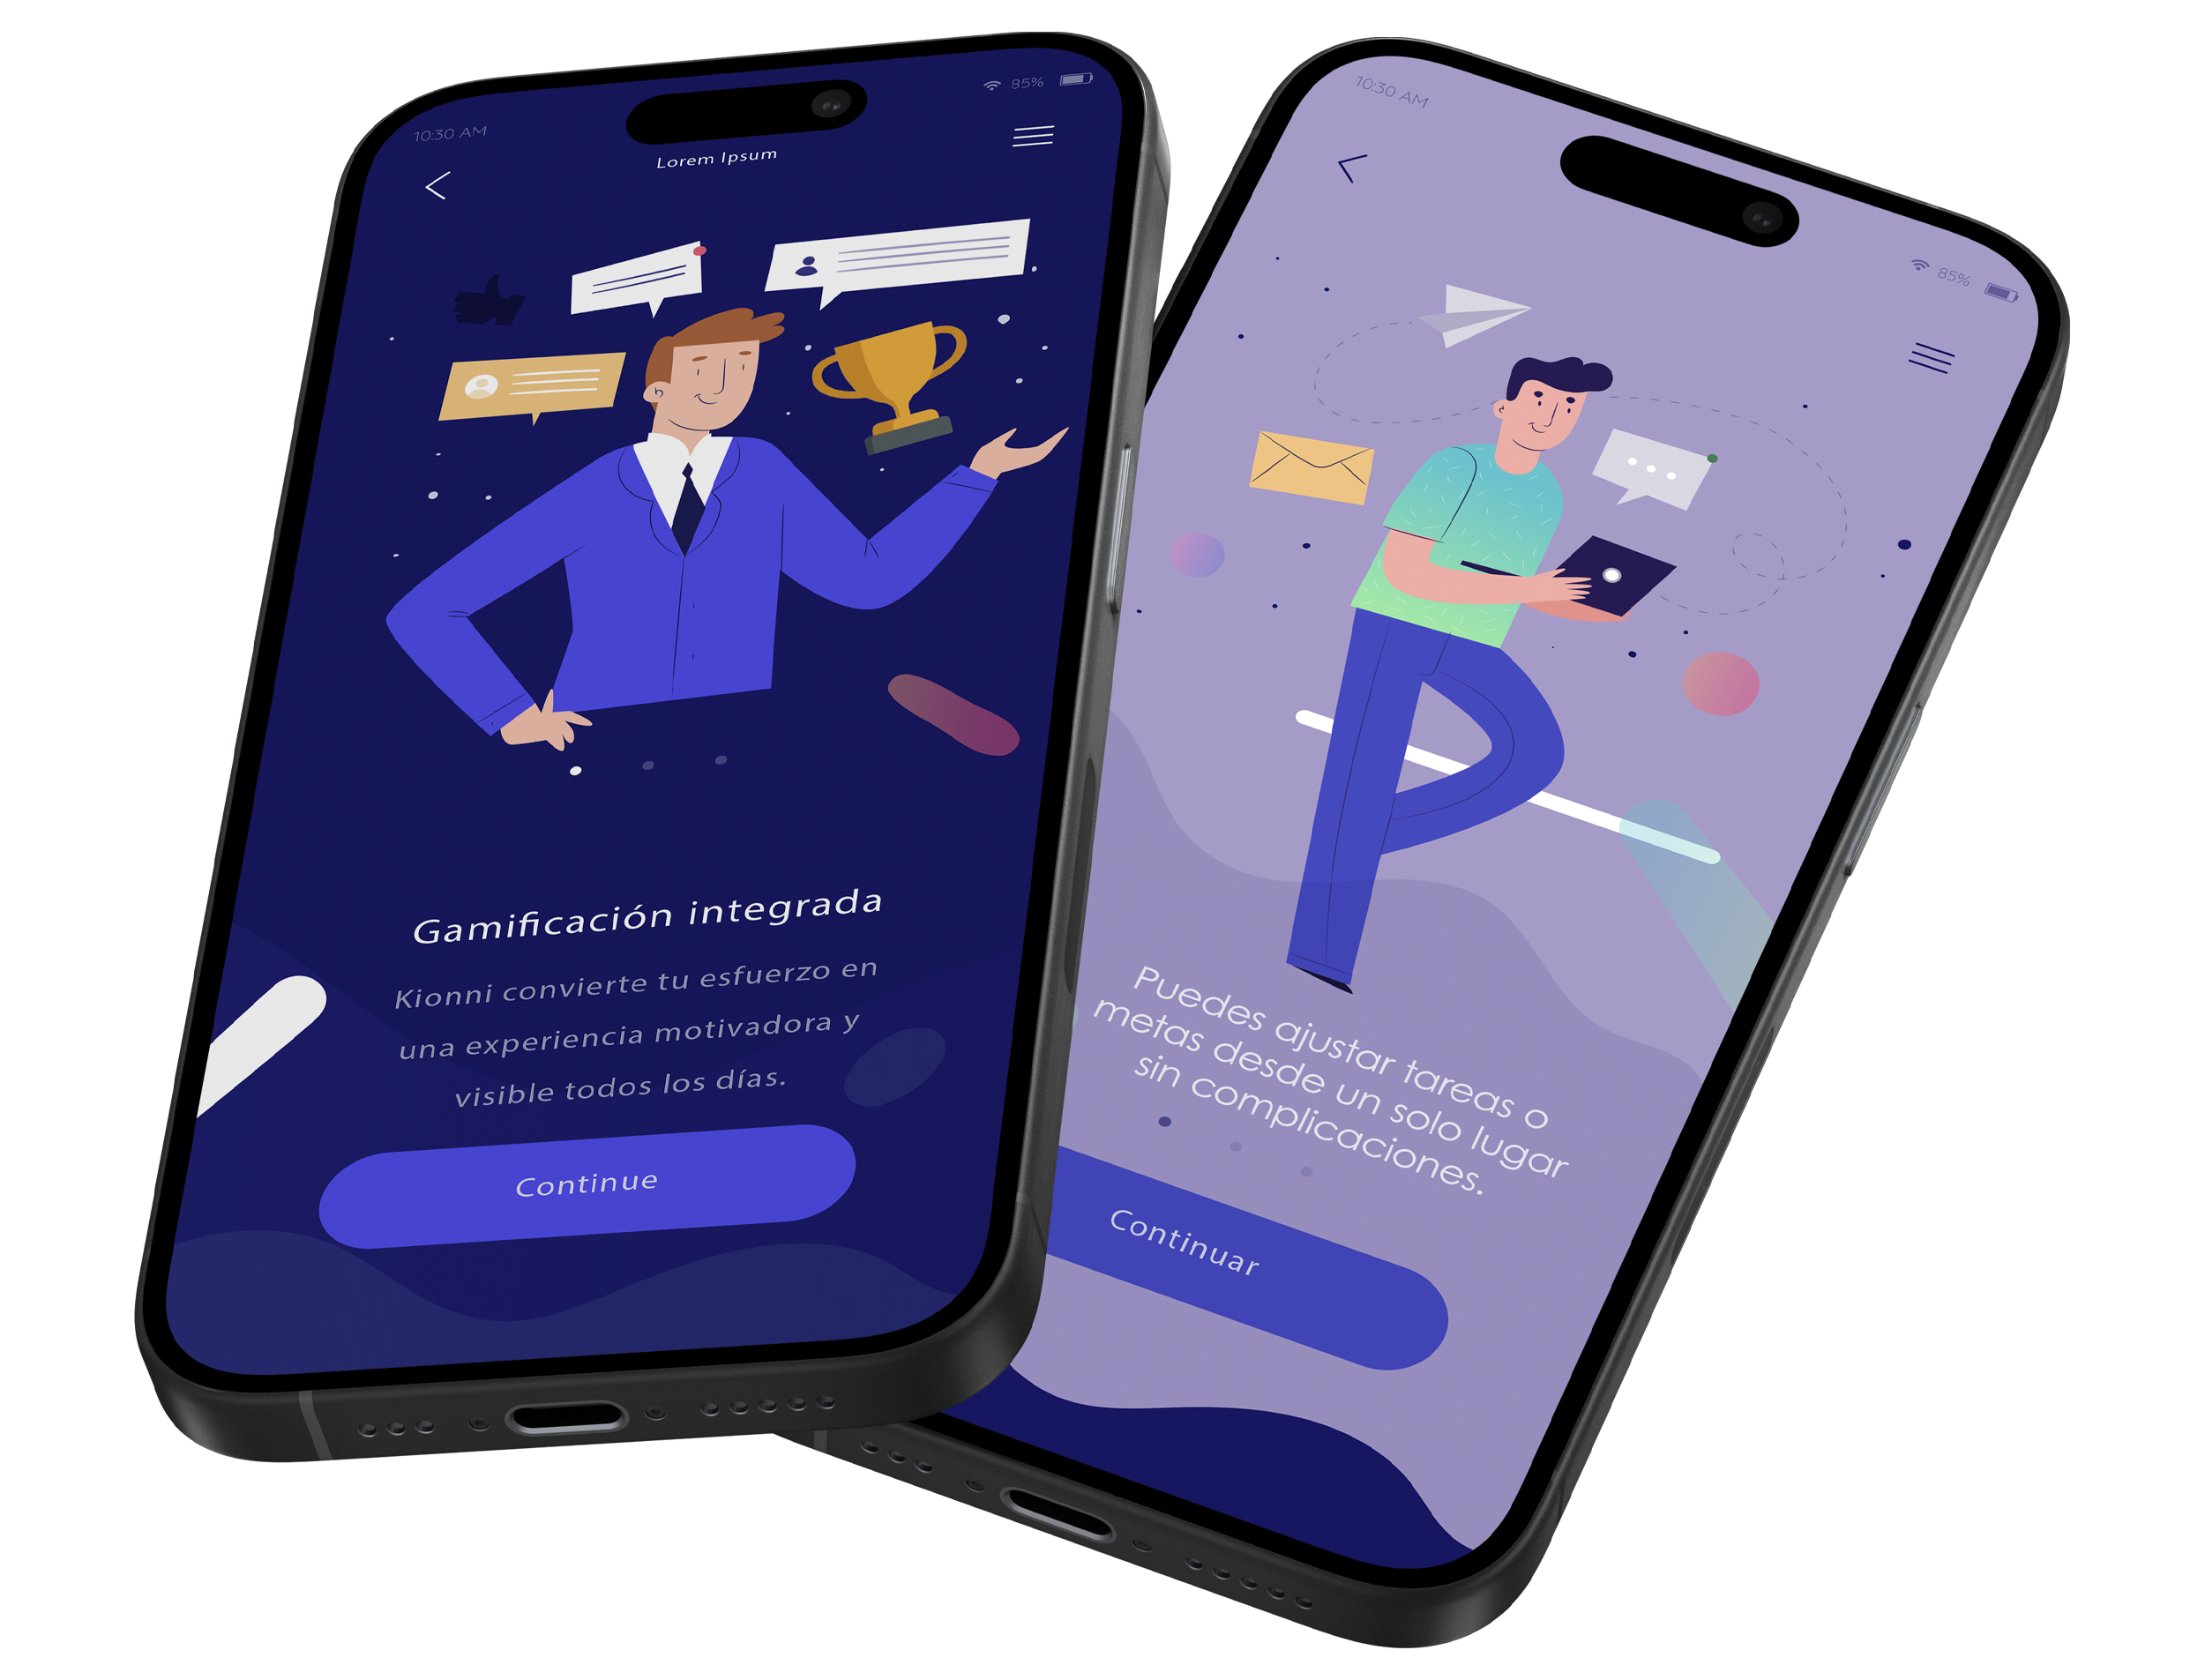 10:30 AM
85%
Lorem Ipsum
Gamificación integrada
Kionni convierte tu esfuerzo en
una experiencia motivadora y
visible todos los días.
Continue
10:30 AM
85%
Puedes ajustar tareas o
metas desde un solo lugar
sin complicaciones.
Continuar